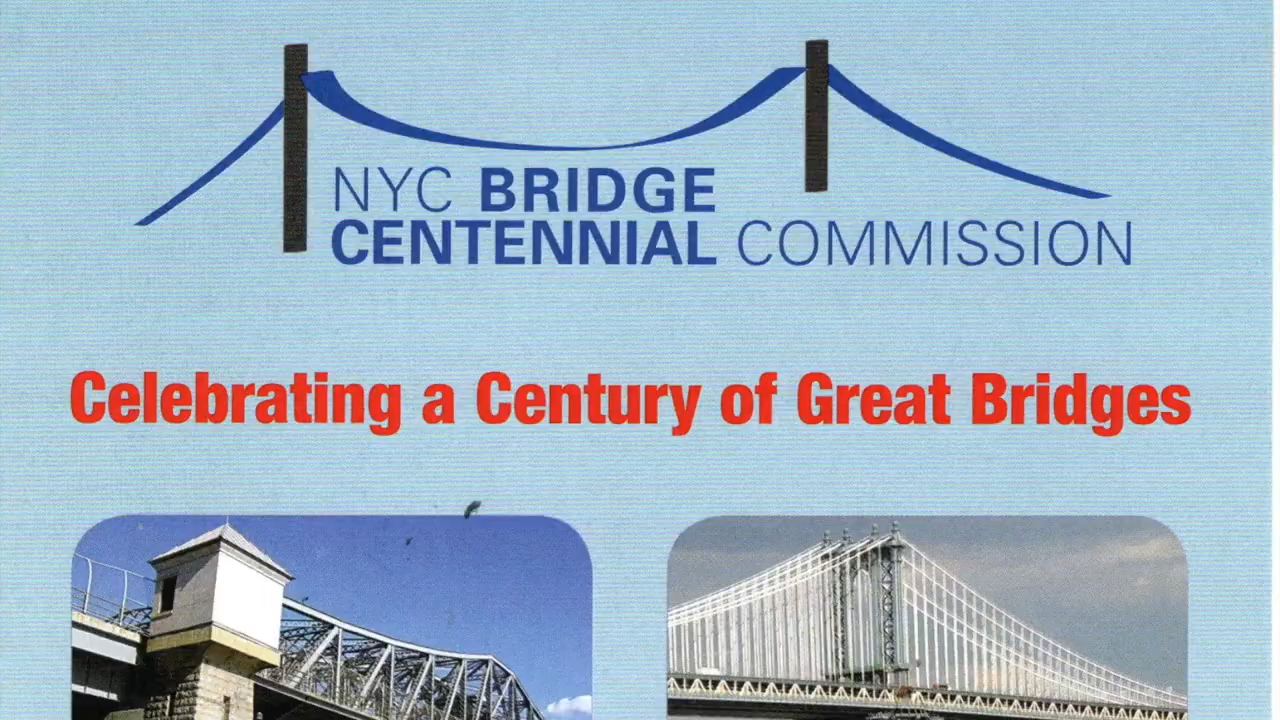 NYC BRIDGE
CENTENNIAL COMMISSION
Celebrating a Century of Great Bridges